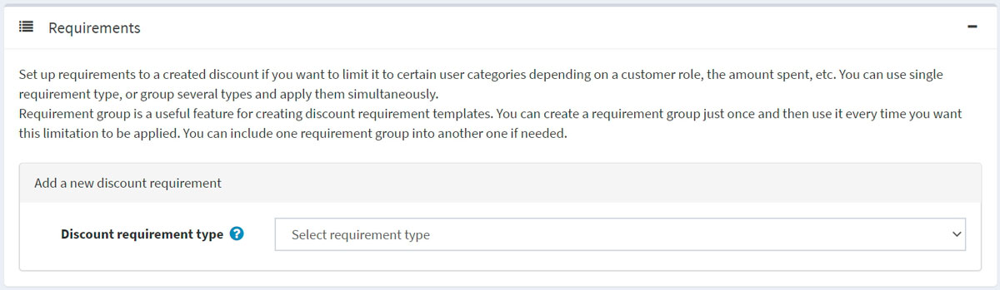 Requirements
Set up requirements to a created discount if you want to limit it to certain user categories depending on a customer role, the amount spent, etc. You can use single
requirement type, or group several types and apply them simultaneously.
Requirement group is a useful feature for creating discount requirement templates. You can create a requirement group just once and then use it every time you want
this limitation to be applied. You can include one requirement group into another one if needed.
Add a new discount requirement
Discount requirement type ?
Select requirement type